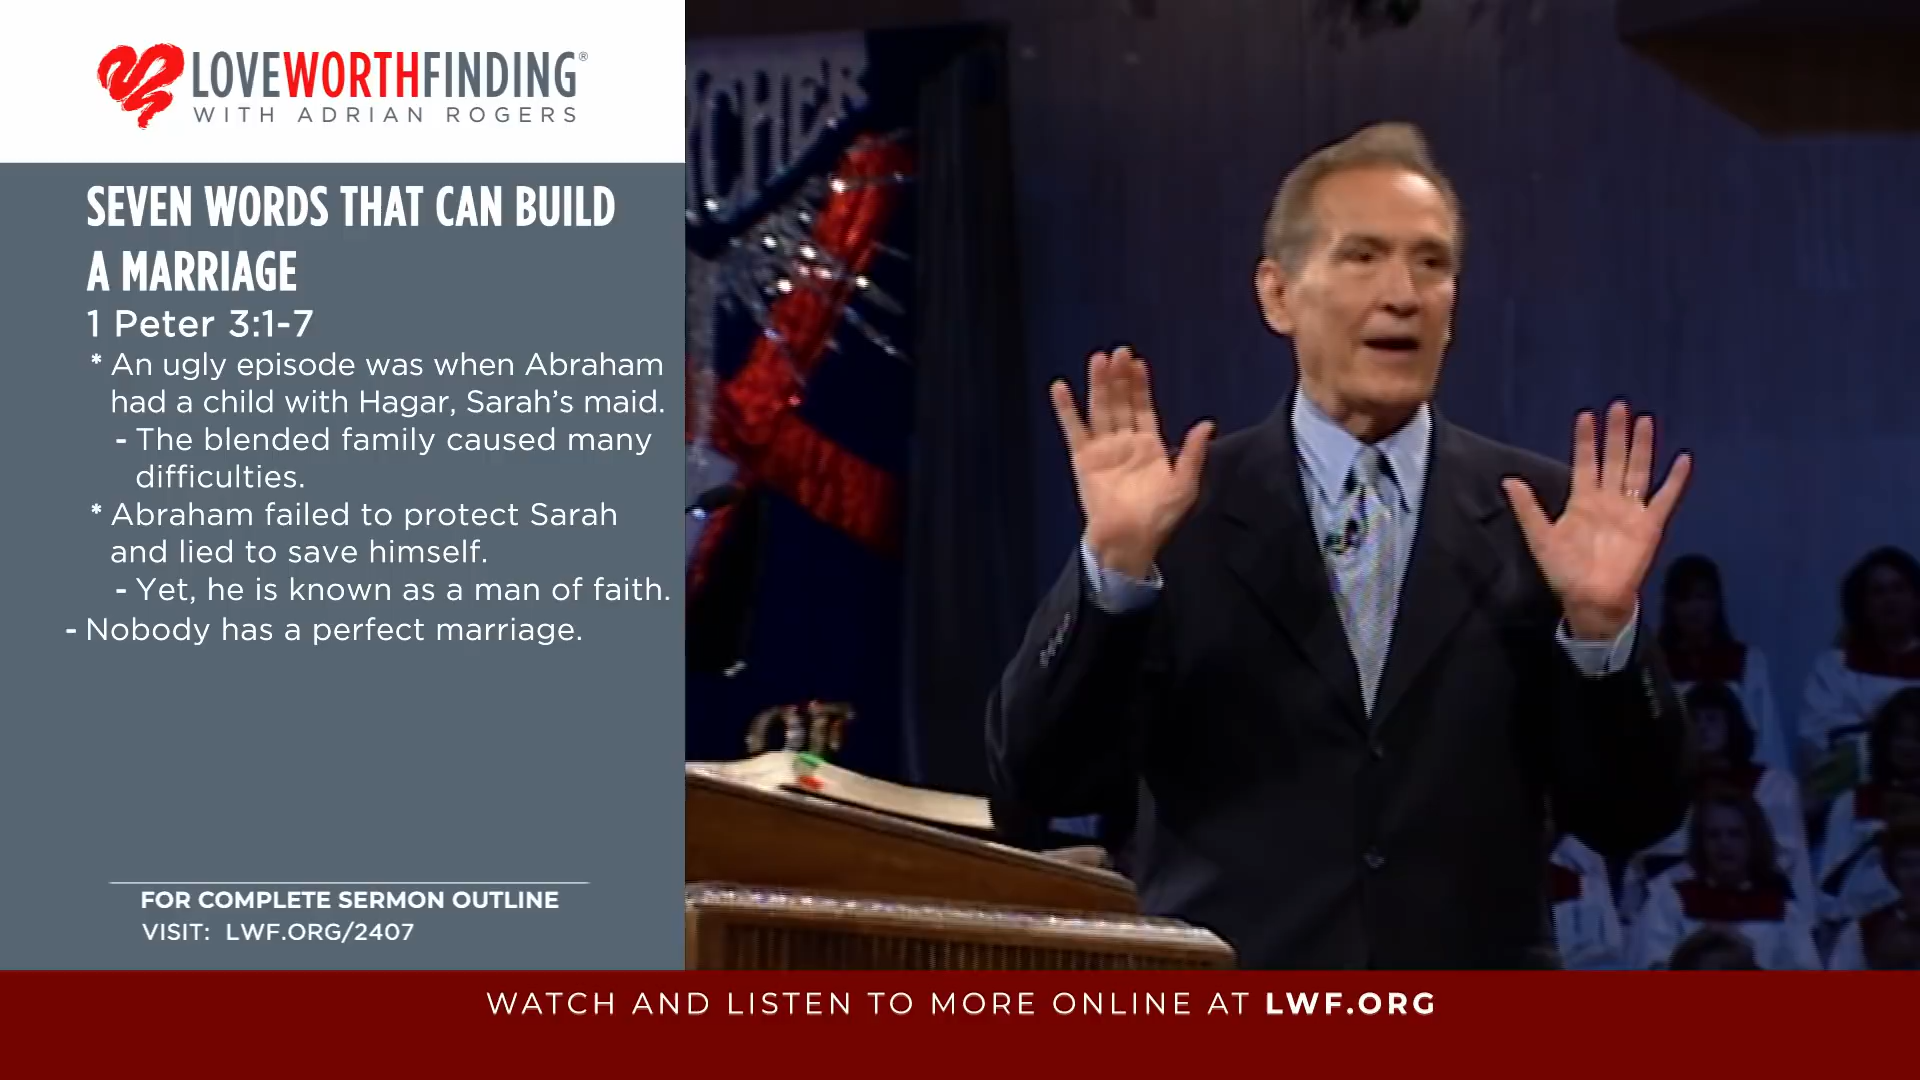 LOVEWORTHFINDING®
WITH ADRIAN ROGERS
SEVEN WORDS THAT CAN BUILD
A MARRIAGE
1 Peter 3:1-7
* An ugly episode was when Abraham
had a child with Hagar, Sarah's maid.
- The blended family caused many
difficulties.
* Abraham failed to protect Sarah
and lied to save himself.
- Yet, he is known as a man of faith.
- Nobody has a perfect marriage.
FOR COMPLETE SERMON OUTLINE
VISIT: LWF.ORG/2407
OF
WATCH AND LISTEN TO MORE ONLINE AT LWF.ORG